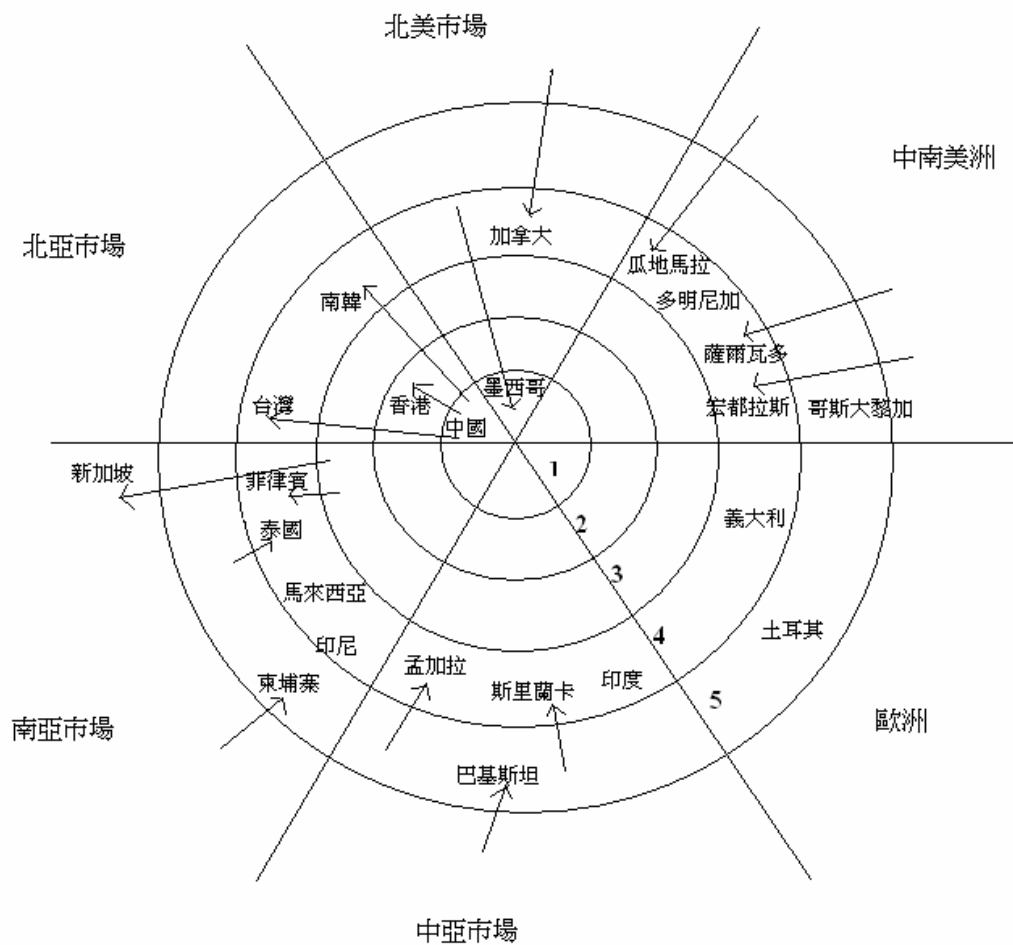 北美市場
中南美洲
北亞市場
加拿大
瓜地馬拉
南韓
多明尼加
薩爾瓦多
墨西哥
香港
台灣
宏都拉斯
哥斯大黎加
中國
新加坡
菲律賓
1
泰國
2
義大利
3
馬來西亞
4
土耳其
印尼
孟加拉
斯里蘭卡
印度
柬埔寨
5
南亞市場
歐洲
巴基斯坦
中亞市場